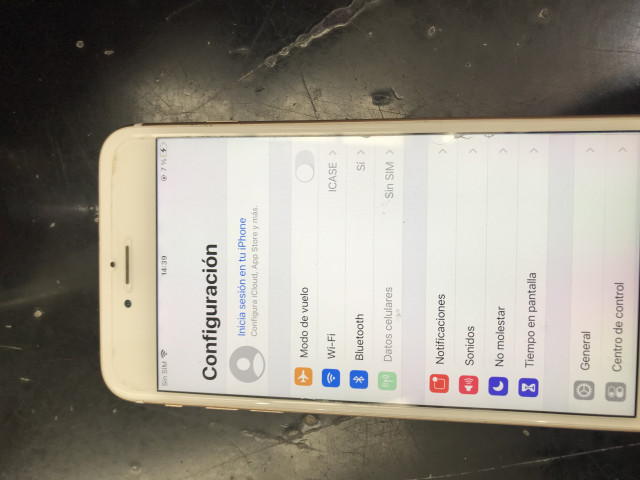 Sin SIM 14:39 7 %
Configuración
Inicia sesión en tu iPhone
Configura iCloud, App Store y más.
Modo de vuelo
Wi-Fi ICASE
Bluetooth Sí
Datos celulares Sin SIM
Notificaciones
Sonidos
No molestar
Tiempo en pantalla
General
Centro de control